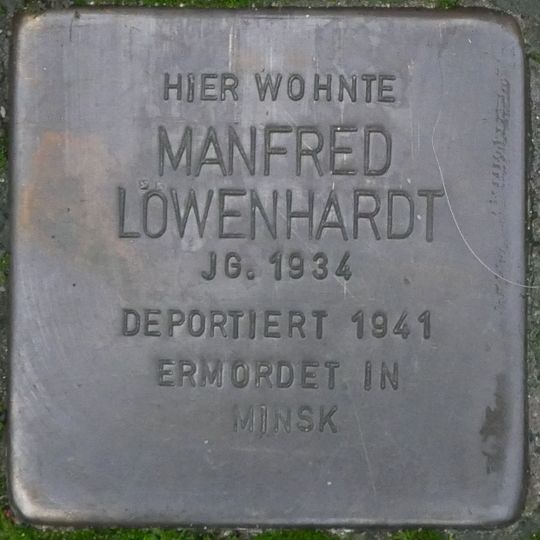 HIER WOHNTE
MANFRED
LÖWENHARDT
JG. 1934
DEPORTIERT 1941
ERMORDET IN
MINSK